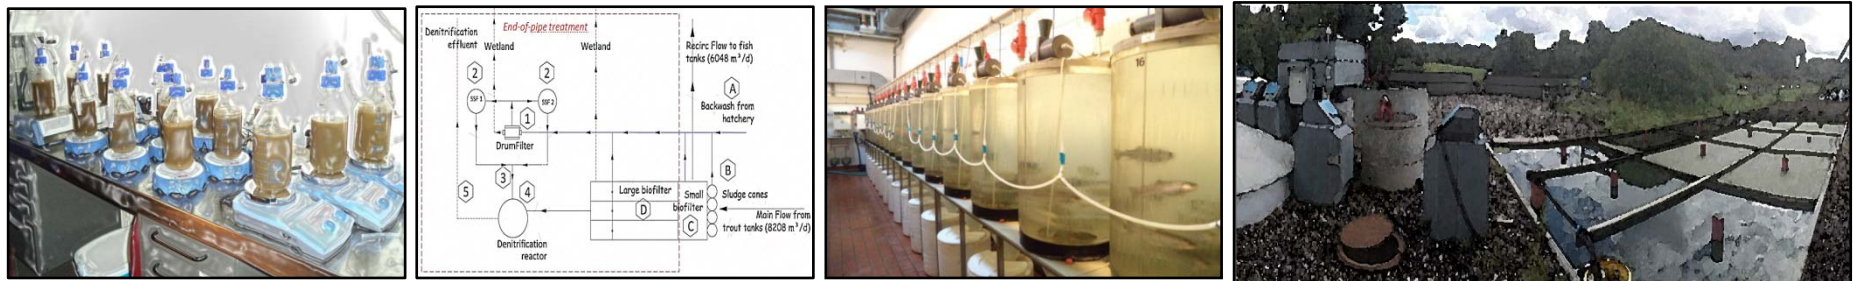 End-of-pipe treatment
Denitrification
effluent
Wetland
Wetland
Recirc Flow to fish
tanks (6048 m³/d)
2
2
A
SSF 1
SSF 2
Backwash from
hatchery
1
DrumFilter
3
B
5
4
Large biofilter
Small
biofilter
Sludge cones
D
Main Flow from
trout tanks (8208 m³/d)
C
Denitrification
reactor
16